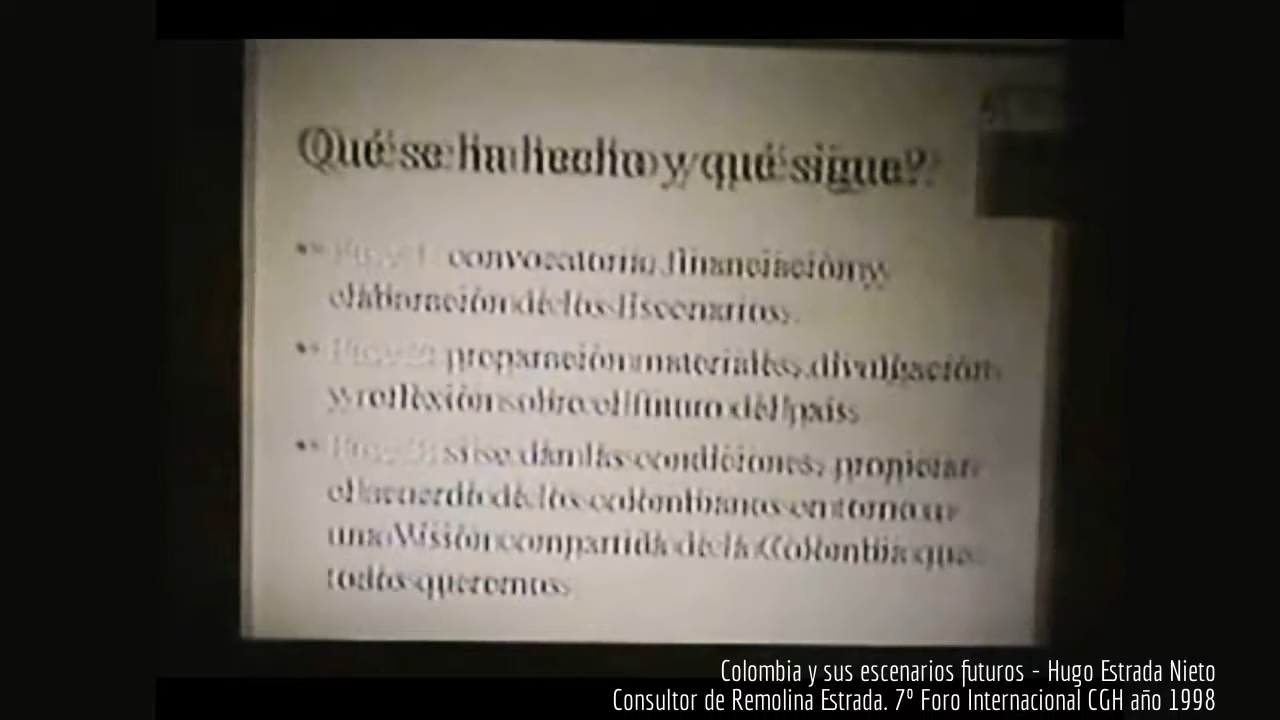 Qué se ha hecho y qué sigue?
convocatoria, financiación y
elaboración de los Escenarios.
preparación materiales, divulgación
y reflexión sobre el futuro del país
si se dan las condiciones, propiciar
el acuerdo de los colombianos en torno a
una Visión compartida de la Colombia que
todos queremos.
Colombia y sus escenarios futuros - Hugo Estrada Nieto
Consultor de Remolina Estrada. 7º Foro Internacional CGH año 1998